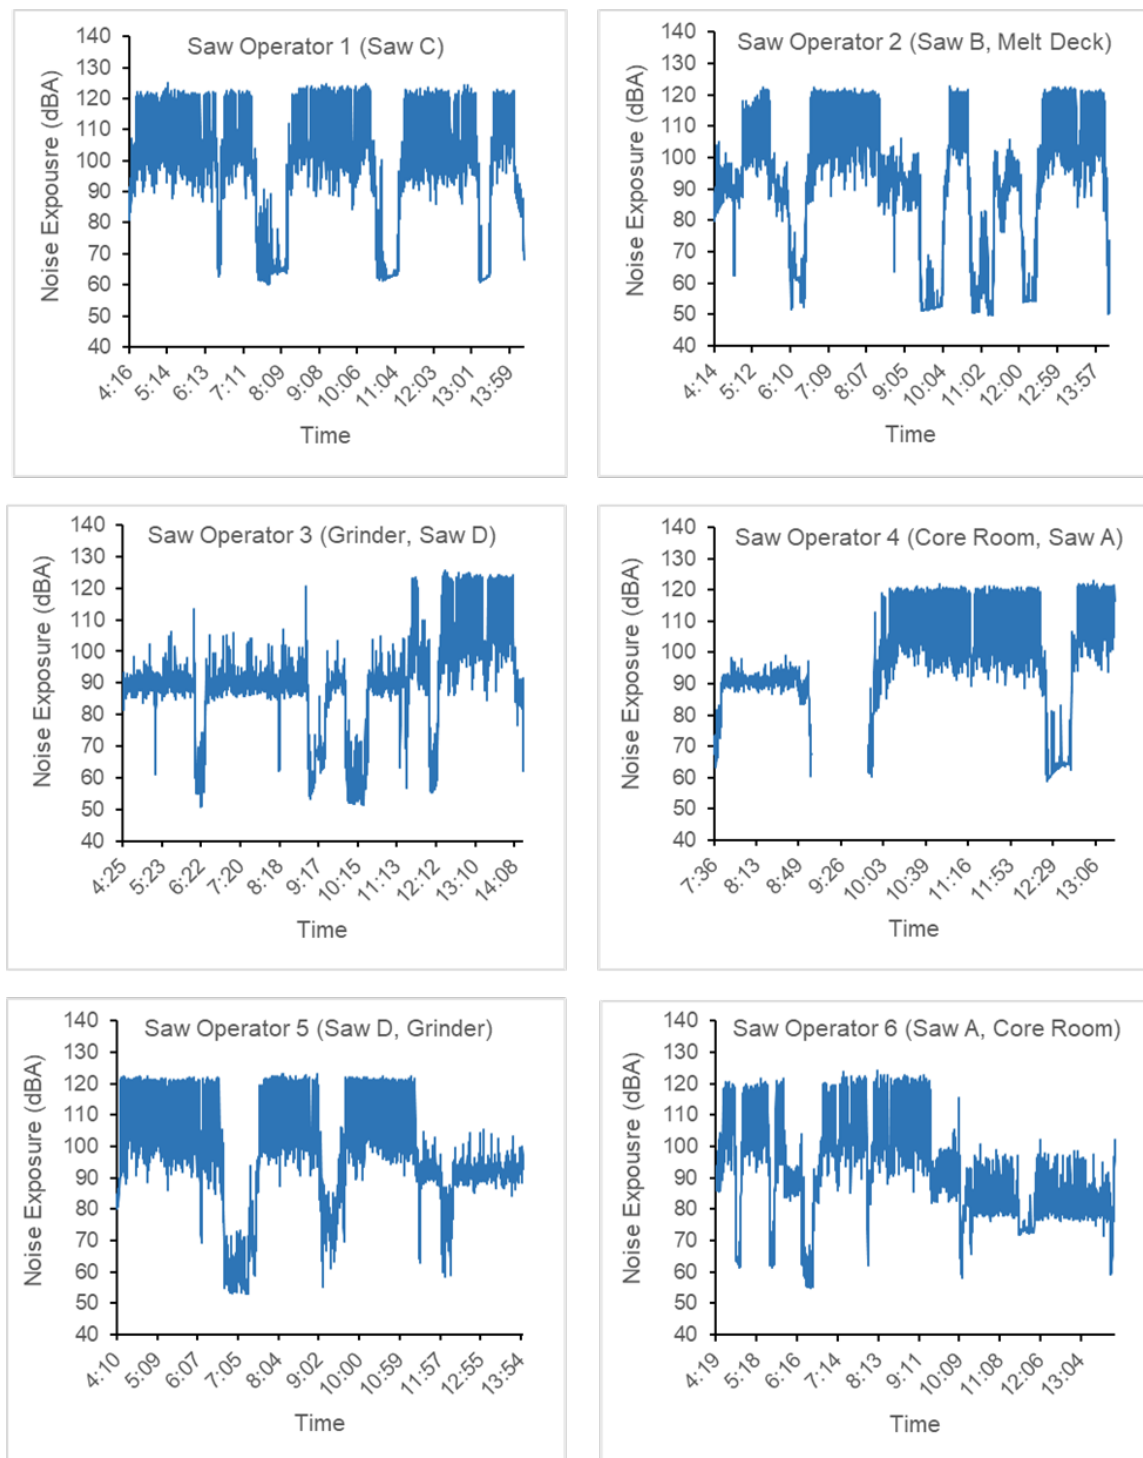 Saw Operator 1 (Saw C)
Noise Expousre (dBA)
140
130
120
110
100
90
80
70
60
50
40
4:16 5:14 6:13 7:11 8:09 9:08 10:06 11:04 12:03 13:01 13:59
Time
Saw Operator 2 (Saw B, Melt Deck)
Noise Exposure (dBA)
140
130
120
110
100
90
80
70
60
50
40
4:14 5:12 6:10 7:09 8:07 9:05 10:04 11:02 12:00 12:59 13:57
Time
Saw Operator 3 (Grinder, Saw D)
Noise Exposure (dBA)
140
130
120
110
100
90
80
70
60
50
40
4:25 5:23 6:22 7:20 8:18 9:17 10:15 11:13 12:12 13:10 14:08
Time
Saw Operator 4 (Core Room, Saw A)
Noise Exposure (dBA)
140
130
120
110
100
90
80
70
60
50
40
7:36 8:13 8:49 9:26 10:03 10:39 11:16 11:53 12:29 13:06
Time
Saw Operator 5 (Saw D, Grinder)
Noise Exposure (dBA)
140
130
120
110
100
90
80
70
60
50
40
4:10 5:09 6:07 7:05 8:04 9:02 10:00 10:59 11:57 12:55 13:54
Time
Saw Operator 6 (Saw A, Core Room)
Noise Expousre (dBA)
140
130
120
110
100
90
80
70
60
50
40
4:19 5:18 6:16 7:14 8:13 9:11 10:09 11:08 12:06 13:04
Time